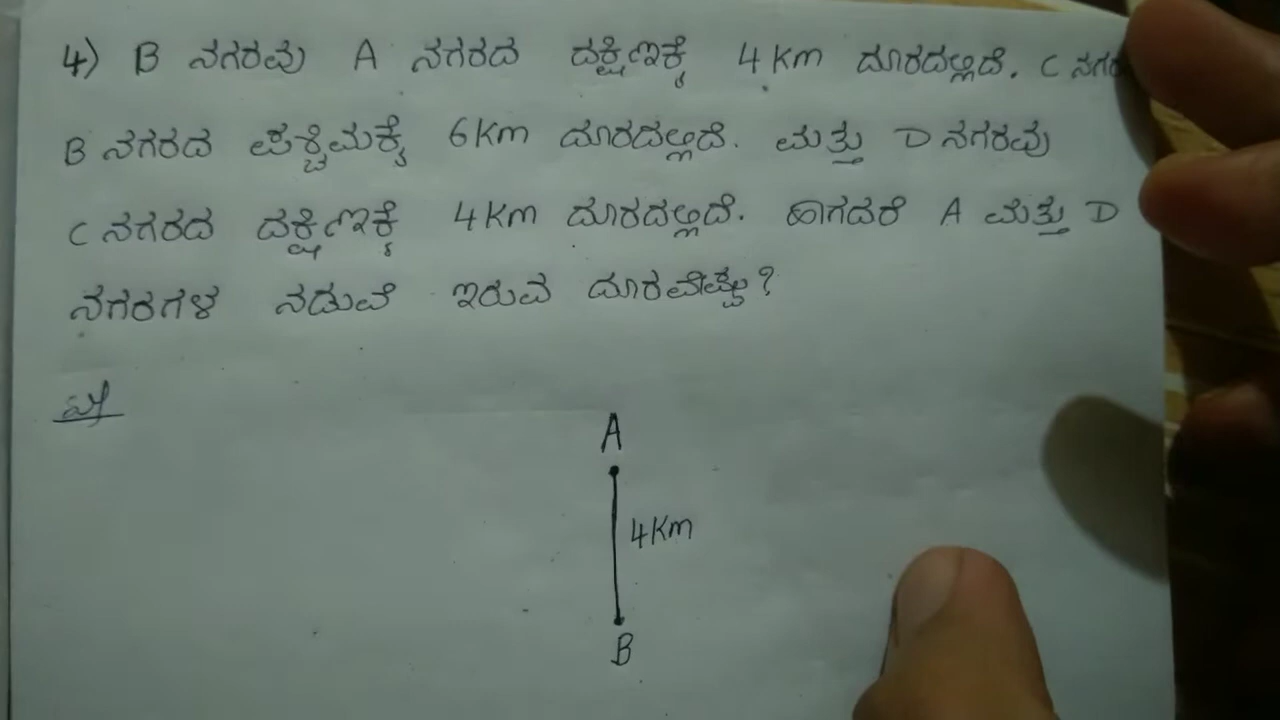 4) B ನಗರವು A ನಗರದ ದಕ್ಷಿಣಕ್ಕೆ 4 Km ದೂರದಲ್ಲಿದೆ. C ನಗರ
B ನಗರದ ಪಶ್ಚಿಮಕ್ಕೆ 6 Km ದೂರದಲ್ಲಿದೆ. ಮತ್ತು D ನಗರವು
C ನಗರದ ದಕ್ಷಿಣಕ್ಕೆ 4 Km ದೂರದಲ್ಲಿದೆ. ಹಾಗದರೆ A ಮತ್ತು D
ನಗರಗಳ ನಡುವೆ ಇರುವ ದೂರವೇಷ್ಟು?
A
4 Km
B